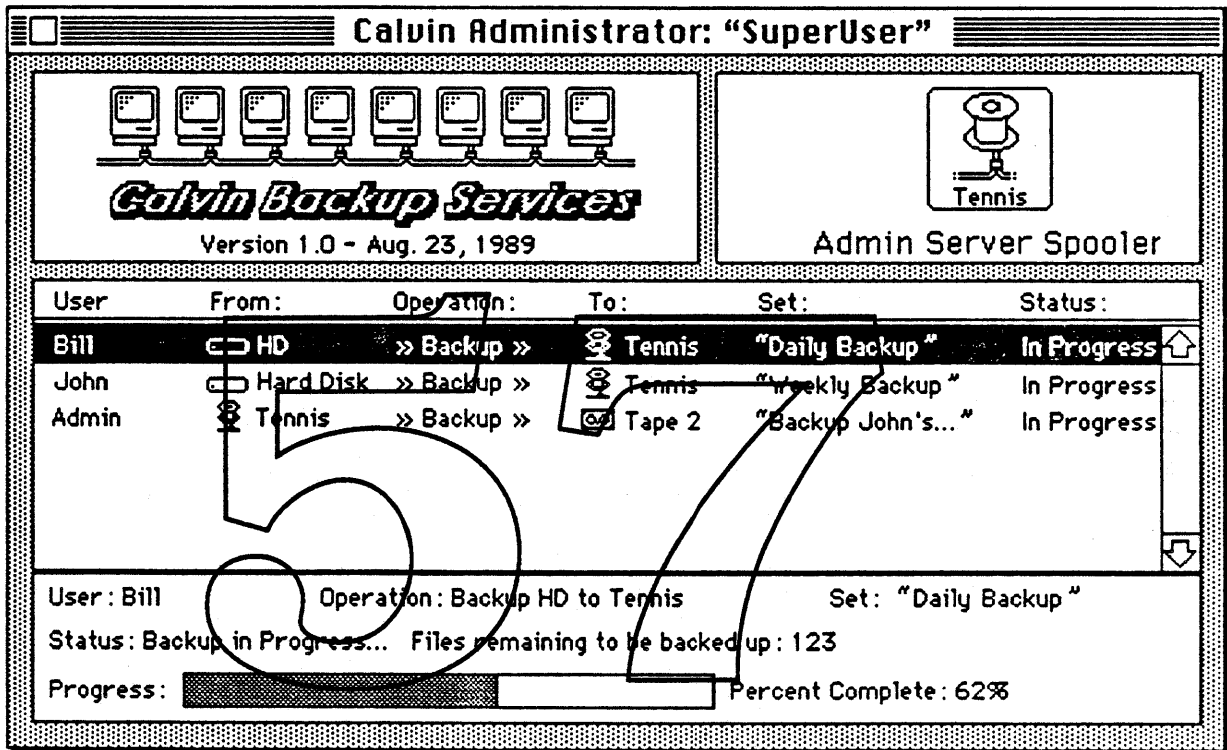 Calvin Administrator: “SuperUser”
Calvin Backup Services
Version 1.0 - Aug. 23, 1989
Tennis
Admin Server Spooler
User From: Operation: To: Set: Status:
Bill HD » Backup » Tennis “Daily Backup” In Progress
John Hard Disk » Backup » Tennis “Weekly Backup” In Progress
Admin Tennis » Backup » Tape 2 “Backup John's...” In Progress
57
User: Bill Operation: Backup HD to Tennis Set: “Daily Backup”
Status: Backup in Progress... Files remaining to be backed up: 123
Progress: Percent Complete: 62%